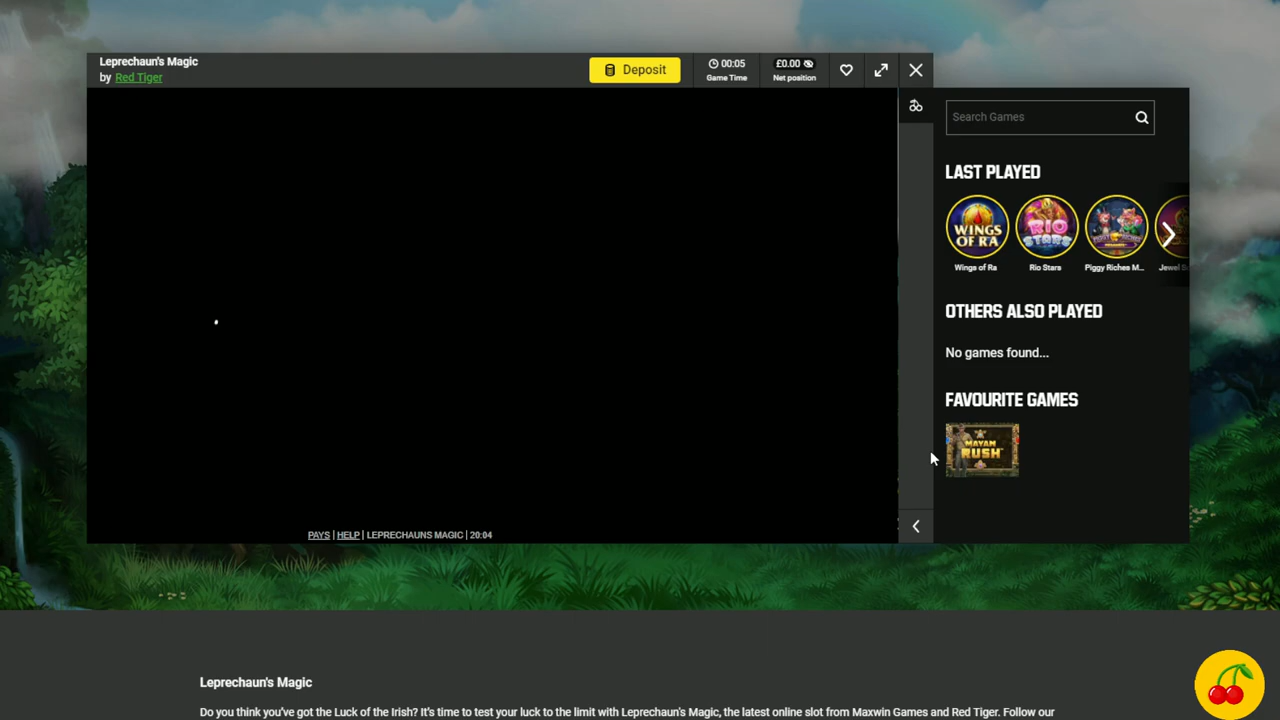 Leprechaun's Magic
by Red Tiger
Deposit
00:05
Game Time
£0.00
Net position
Search Games
LAST PLAYED
WINGS
OF RA
RIO
STARS
PIGGY RICHES
Wings of Ra
Rio Stars
Piggy Riches M...
Jewel S
OTHERS ALSO PLAYED
No games found...
FAVOURITE GAMES
MAYAN
RUSH
PAYS | HELP | LEPRECHAUNS MAGIC | 20:04
Leprechaun's Magic
Do you think you've got the Luck of the Irish? It's time to test your luck to the limit with Leprechaun's Magic, the latest online slot from Maxwin Games and Red Tiger. Follow our